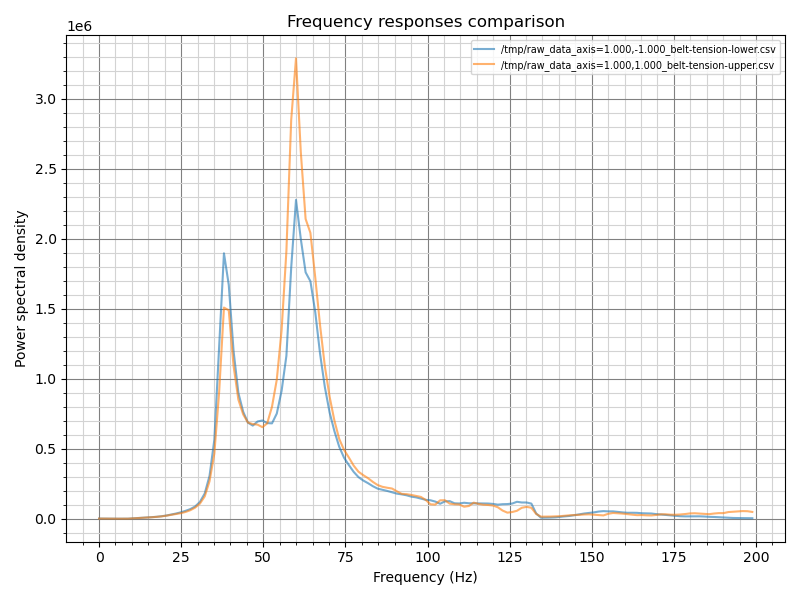 Frequency responses comparison
1e6
/tmp/raw_data_axis=1.000,-1.000_belt-tension-lower.csv
/tmp/raw_data_axis=1.000,1.000_belt-tension-upper.csv
3.0
2.5
2.0
1.5
1.0
0.5
0.0
Power spectral density
0 25 50 75 100 125 150 175 200
Frequency (Hz)